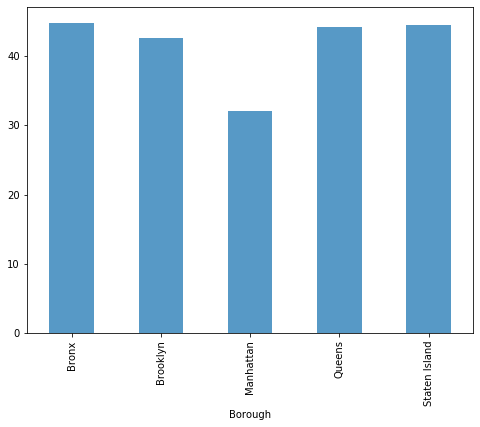 40
30
20
10
0
Bronx
Brooklyn
Manhattan
Queens
Staten Island
Borough